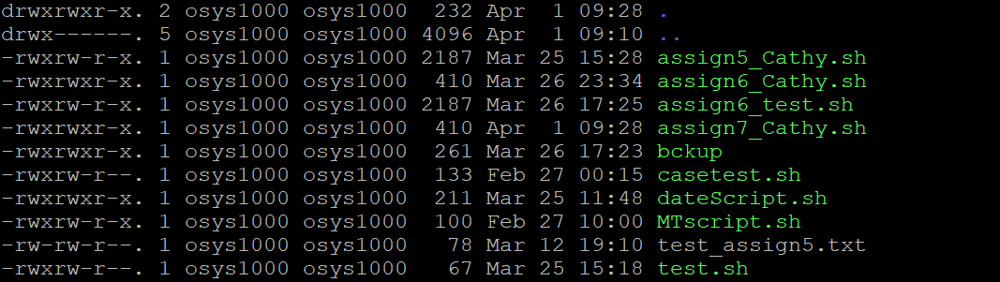 drwxrwxr-x. 2 osys1000 osys1000  232 Apr  1 09:28 .
drwx------. 5 osys1000 osys1000 4096 Apr  1 09:10 ..
-rwxrw-r-x. 1 osys1000 osys1000 2187 Mar 25 15:28 assign5_Cathy.sh
-rwxrwxr-x. 1 osys1000 osys1000  410 Mar 26 23:34 assign6_Cathy.sh
-rwxrw-r-x. 1 osys1000 osys1000 2187 Mar 26 17:25 assign6_test.sh
-rwxrwxr-x. 1 osys1000 osys1000  410 Apr  1 09:28 assign7_Cathy.sh
-rwxrwxr-x. 1 osys1000 osys1000  261 Mar 26 17:23 bckup
-rwxrw-r--. 1 osys1000 osys1000  133 Feb 27 00:15 casetest.sh
-rwxrwxr-x. 1 osys1000 osys1000  211 Mar 25 11:48 dateScript.sh
-rwxrw-r-x. 1 osys1000 osys1000  100 Feb 27 10:00 MTscript.sh
-rw-rw-r--. 1 osys1000 osys1000   78 Mar 12 19:10 test_assign5.txt
-rwxrw-r--. 1 osys1000 osys1000   67 Mar 25 15:18 test.sh